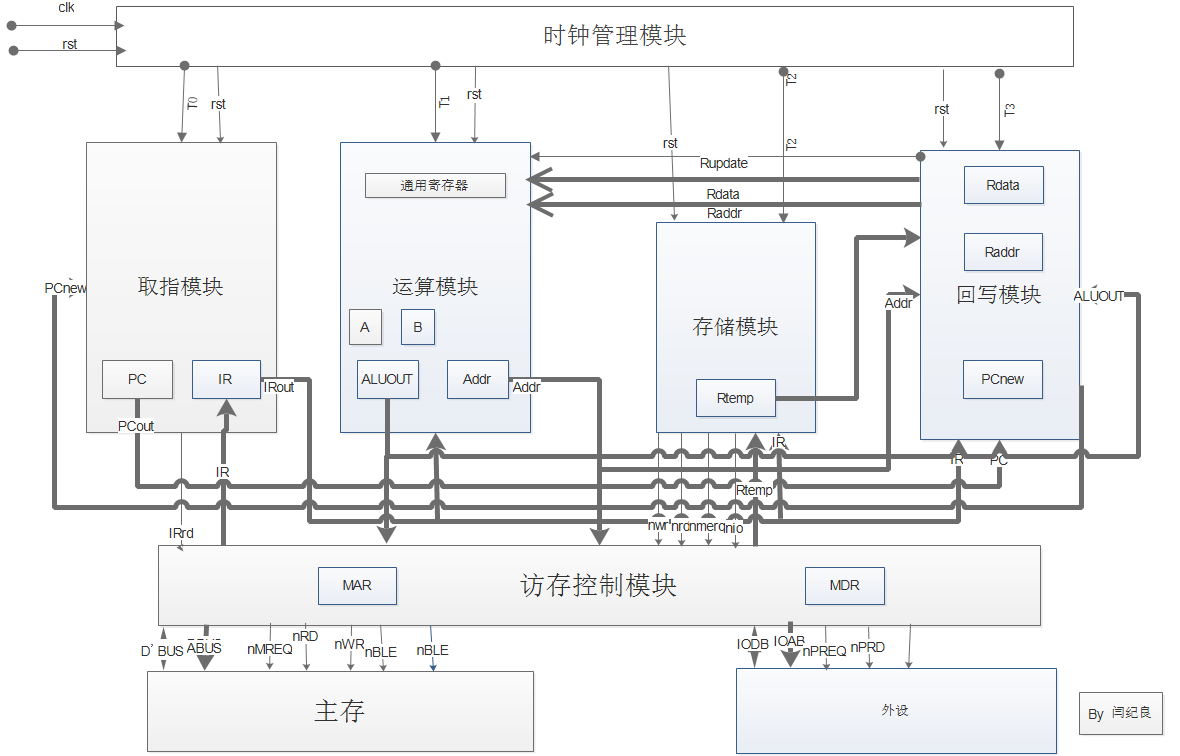 clk
rst
时钟管理模块
T0
rst
T1
rst
rst
T2
T2
rst
T3
Rupdate
Rdata
Raddr
通用寄存器
Rdata
Raddr
取指模块
运算模块
存储模块
回写模块
PCnew
Addr
ALUOUT
A
B
PC
IR
IRout
ALUOUT
Addr
Addr
Rtemp
PCnew
PCout
IR
IR
IR
PC
Rtemp
IRrd
nwr
nrd
nmerq
nio
MAR
访存控制模块
MDR
D' BUS
ABUS
nMREQ
nRD
nWR
nBLE
nBLE
IODB
IOAB
nPREQ
nPRD
主存
外设
By 闫纪良